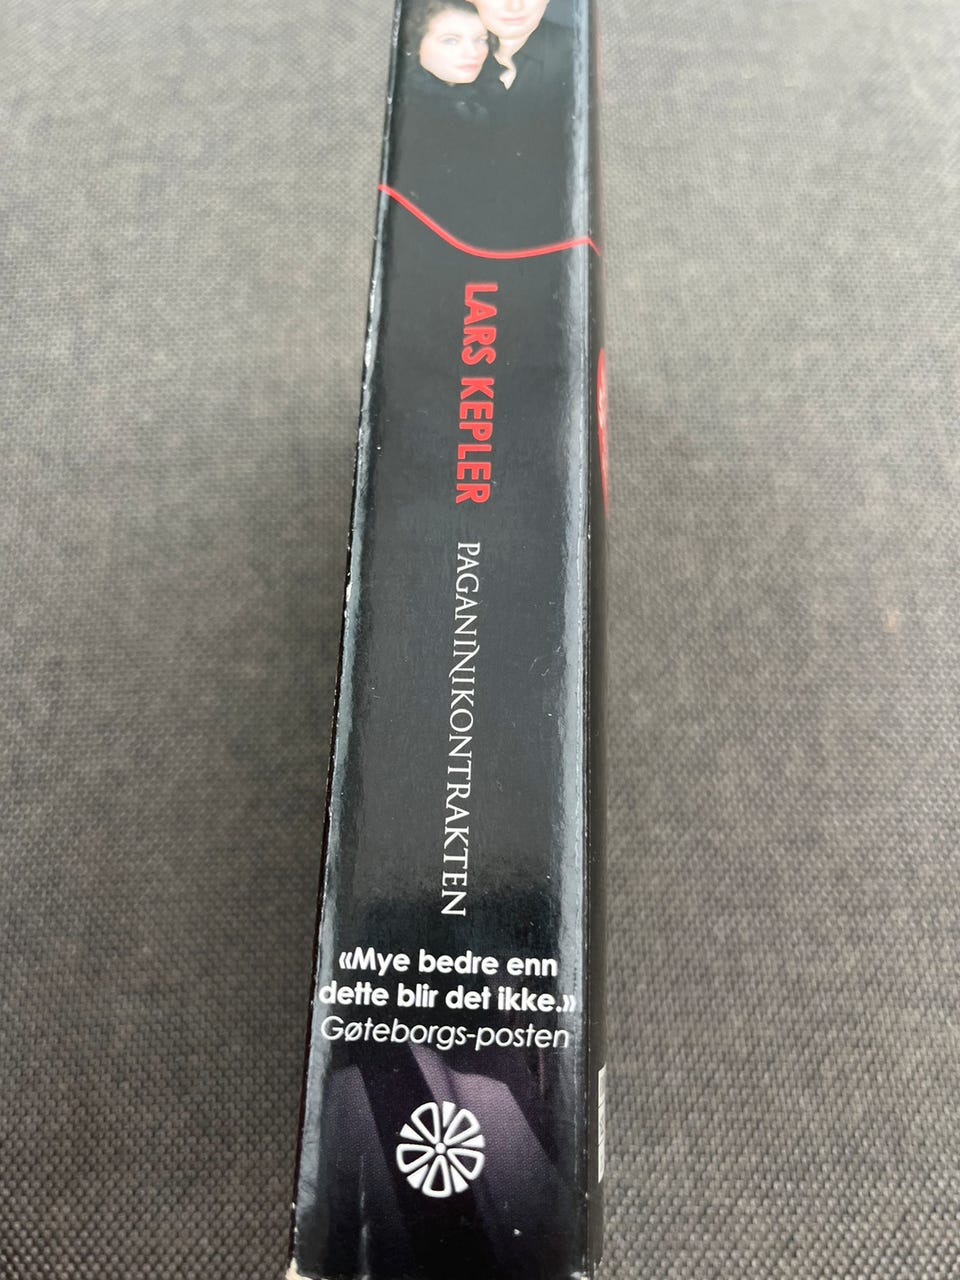 LARS KEPLER
PAGANINIKONTRAKTEN
«Mye bedre enn
dette blir det ikke.»
Gøteborgs-posten